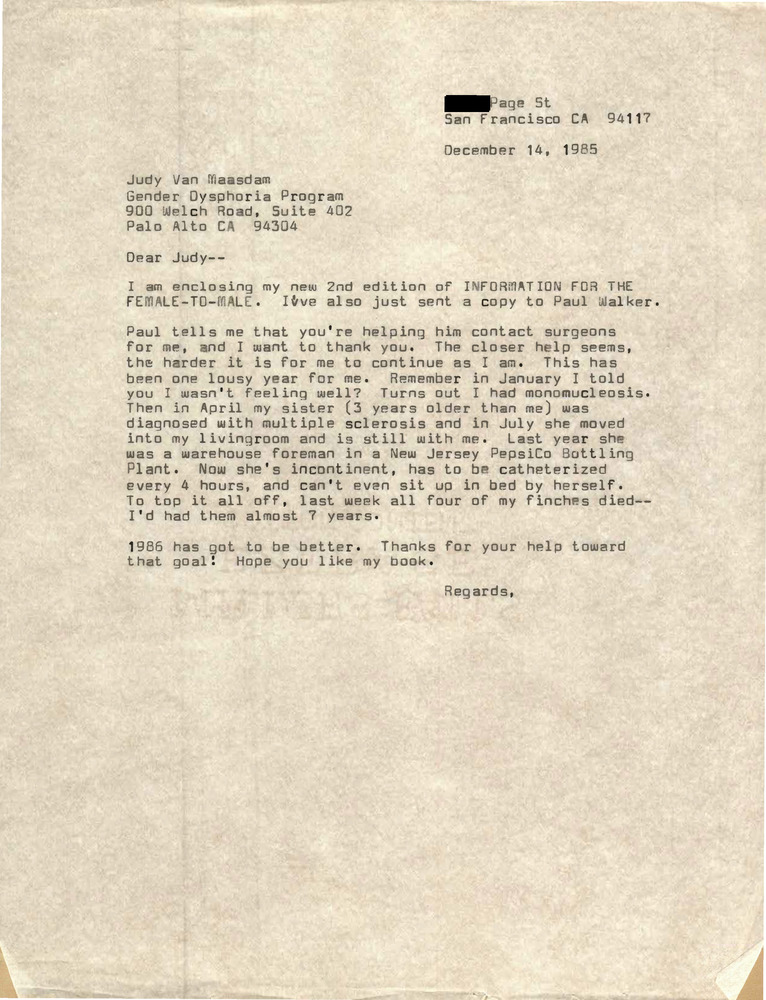 Page St
San Francisco CA  94117
December 14, 1985
Judy Van Maasdam
Gender Dysphoria Program
900 Welch Road, Suite 402
Palo Alto CA  94304
Dear Judy--
I am enclosing my new 2nd edition of INFORMATION FOR THE
FEMALE-TO-MALE.  I've also just sent a copy to Paul Walker.
Paul tells me that you're helping him contact surgeons
for me, and I want to thank you.  The closer help seems,
the harder it is for me to continue as I am.  This has
been one lousy year for me.  Remember in January I told
you I wasn't feeling well?  Turns out I had monomucleosis.
Then in April my sister (3 years older than me) was
diagnosed with multiple sclerosis and in July she moved
into my livingroom and is still with me.  Last year she
was a warehouse foreman in a New Jersey PepsiCo Bottling
Plant.  Now she's incontinent, has to be catheterized
every 4 hours, and can't even sit up in bed by herself.
To top it all off, last week all four of my finches died--
I'd had them almost 7 years.
1986 has got to be better.  Thanks for your help toward
that goal!  Hope you like my book.
Regards,